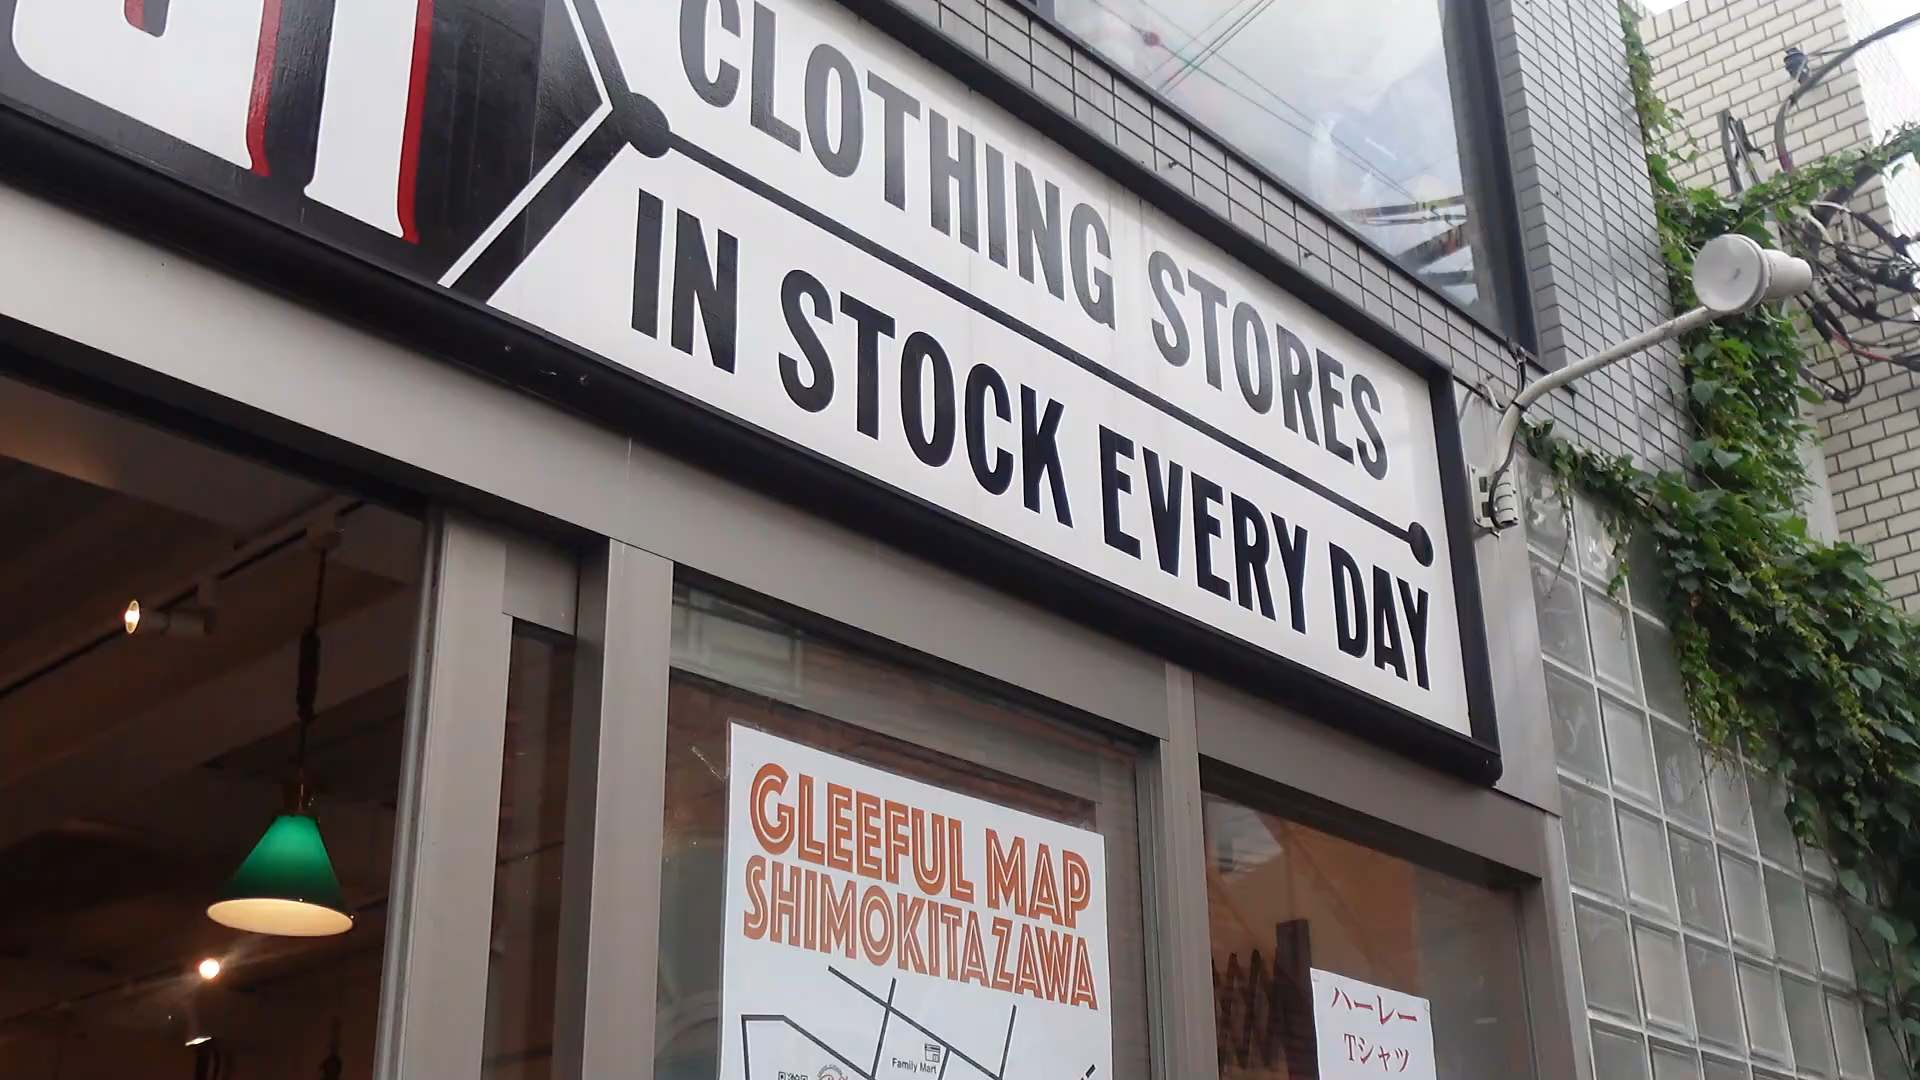 CLOTHING STORES
IN STOCK EVERY DAY
GLEEFUL MAP
SHIMOKITAZAWA
Family Mart
ハーレー
Tシャツ